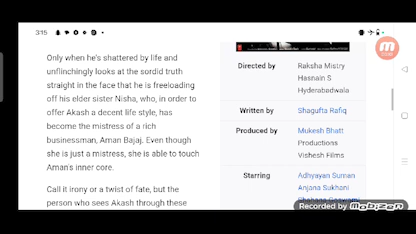 3:15
Only when he's shattered by life and
unflinchingly looks at the sordid truth
straight in the face that he is freeloading
off his elder sister Nisha, who, in order to
offer Akash a decent life style, has
become the mistress of a rich
businessman, Aman Bajaj. Even though
she is just a mistress, she is able to touch
Aman's inner core.
Call it irony or a twist of fate, but the
person who sees Akash through these
Directed by
Raksha Mistry
Hasnain S
Hyderabadwala
Written by
Shagufta Rafiq
Produced by
Mukesh Bhatt
Productions
Vishesh Films
Starring
Adhyayan Suman
Anjana Sukhani
Shahana Goswami
Recorded by
MOBIZEN